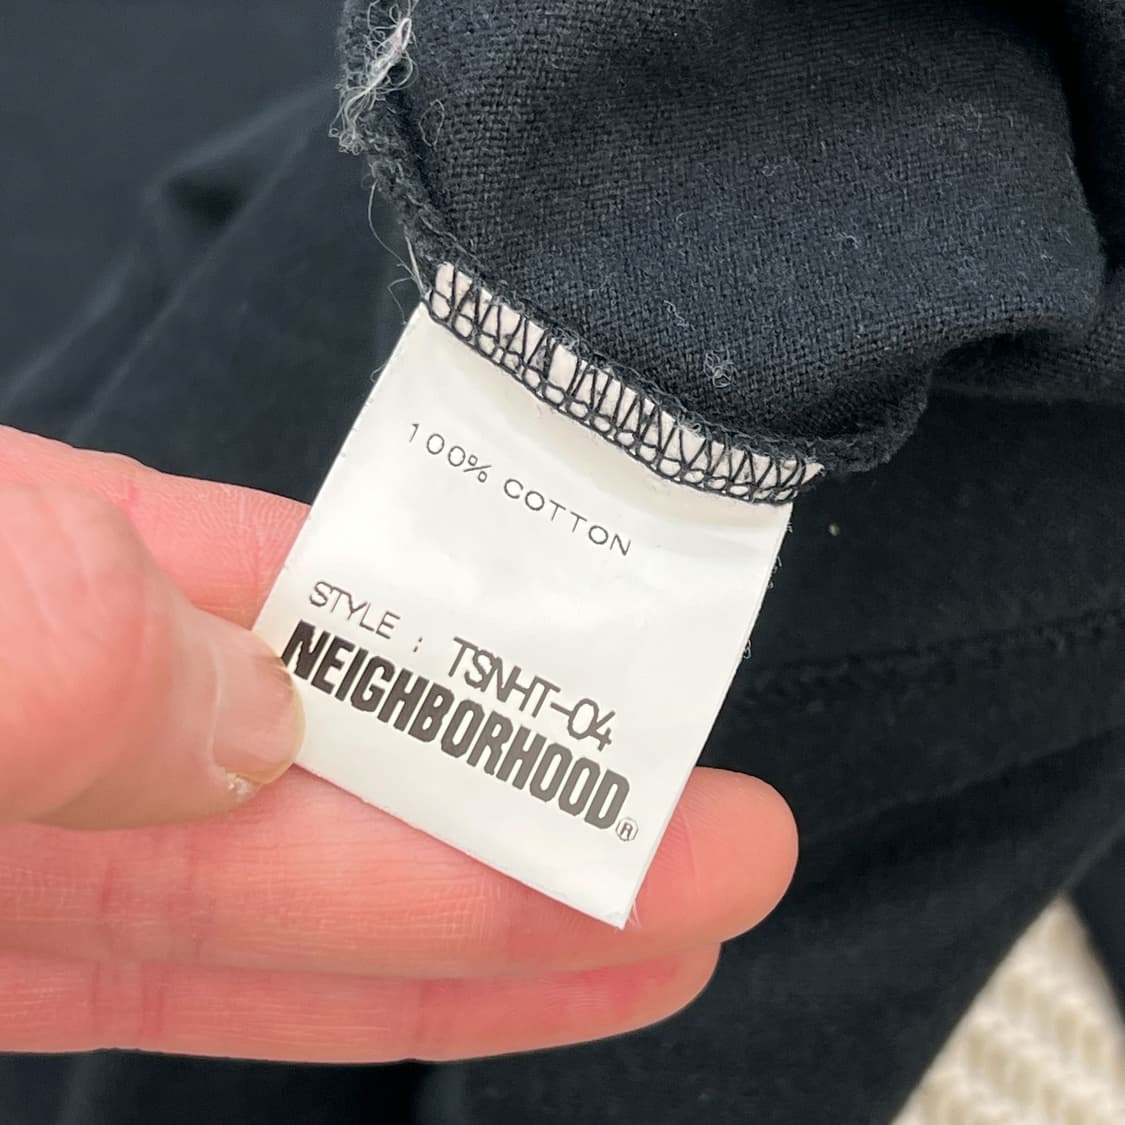 100% COTTON
STYLE : TSNHT-04
NEIGHBORHOOD®